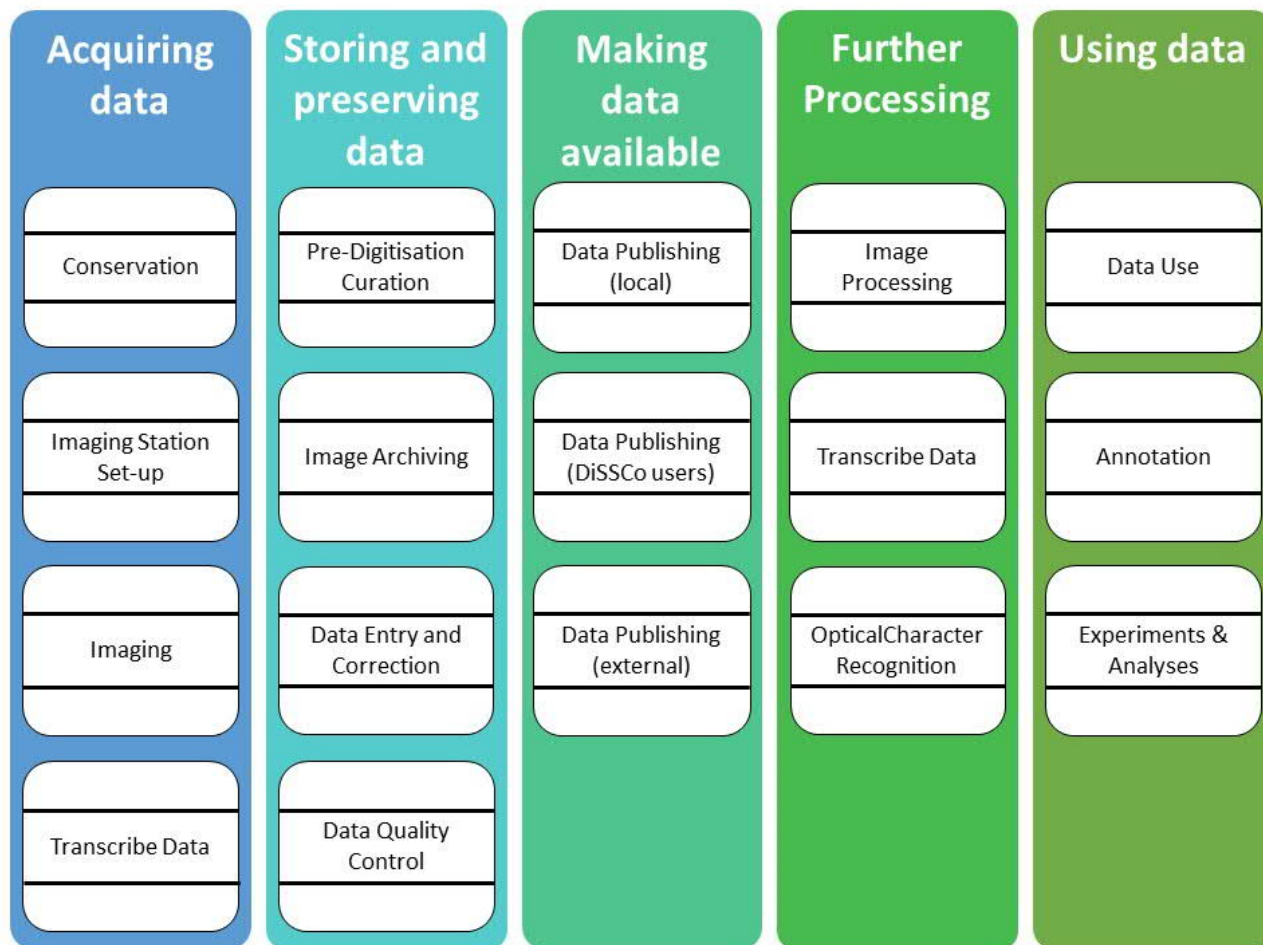 Acquiring
data
Conservation
Imaging Station
Set-up
Imaging
Transcribe Data
Storing and
preserving
data
Pre-Digitisation
Curation
Image Archiving
Data Entry and
Correction
Data Quality
Control
Making
data
available
Data Publishing
(local)
Data Publishing
(DiSSCo users)
Data Publishing
(external)
Further
Processing
Image
Processing
Transcribe Data
OpticalCharacter
Recognition
Using data
Data Use
Annotation
Experiments &
Analyses